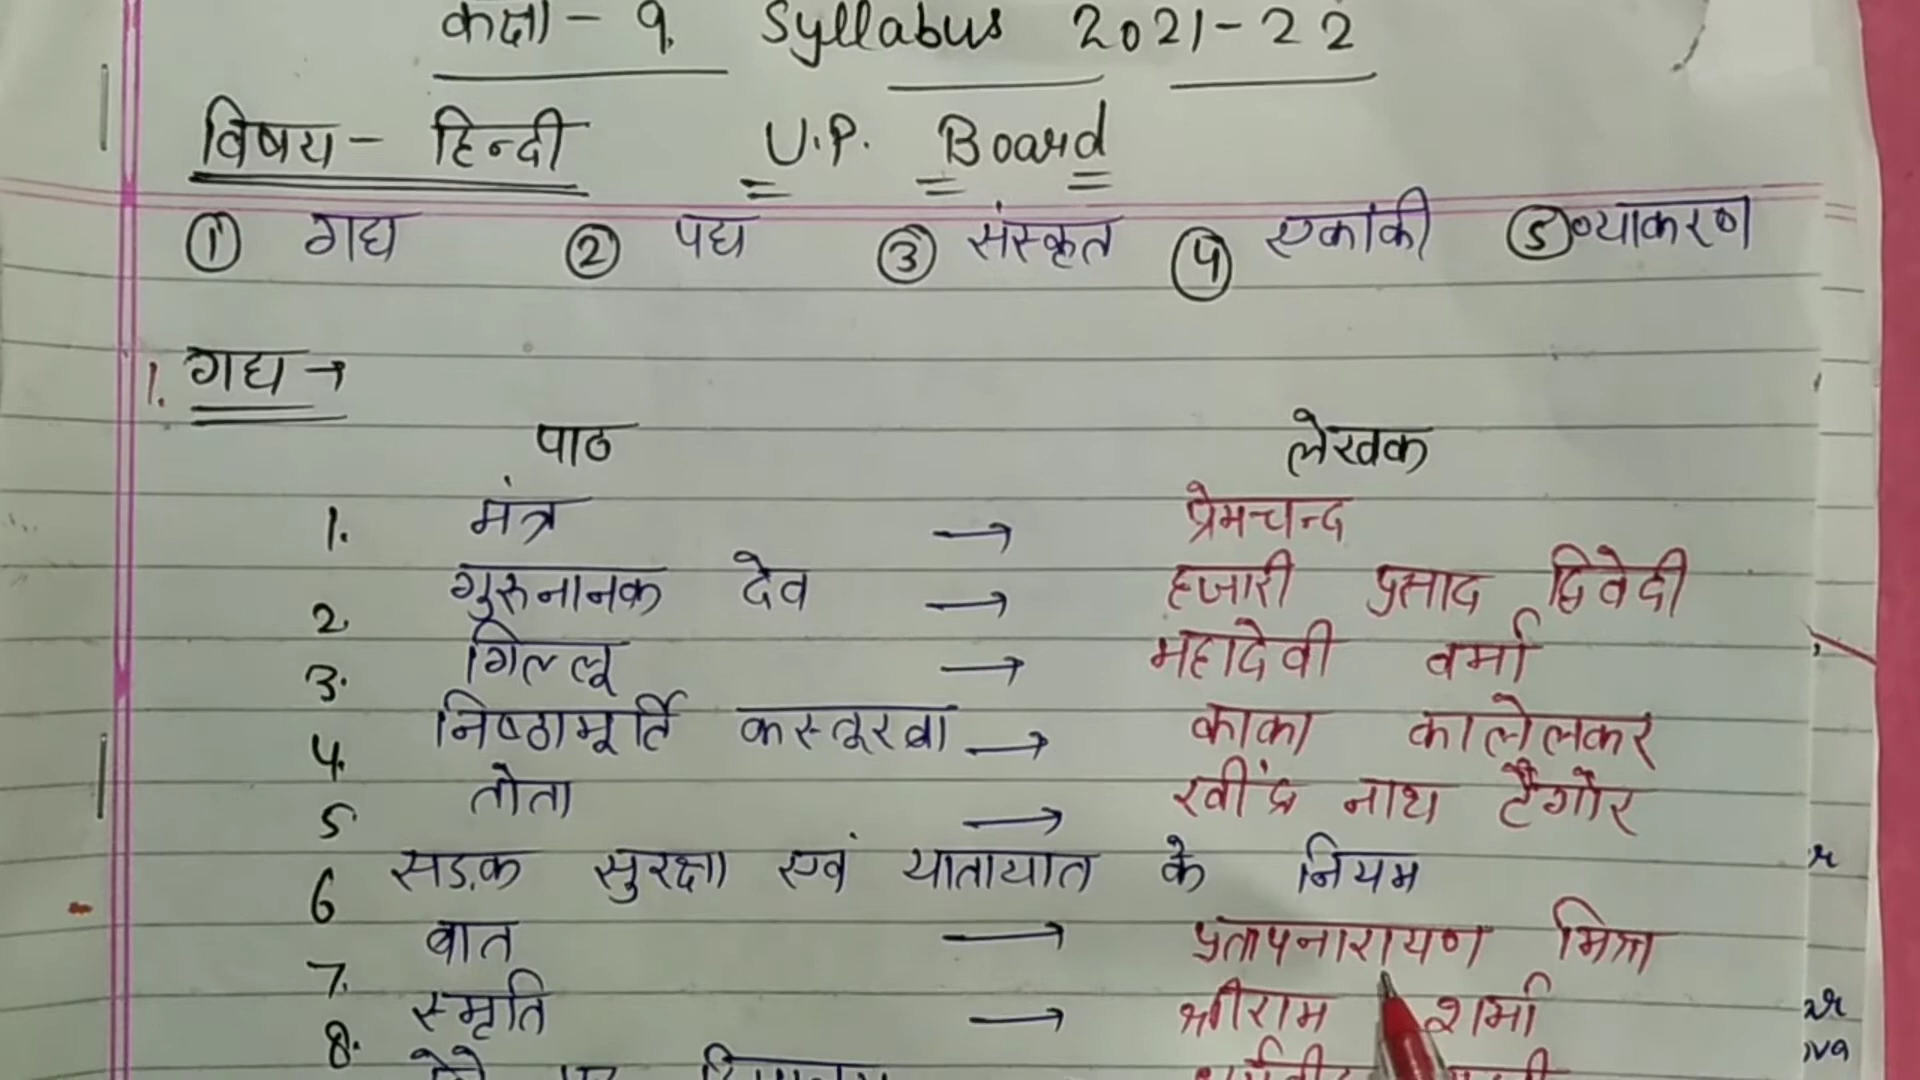 कक्षा - 9. Syllabus 2021-22
विषय - हिन्दी U.P. Board
① गद्य ② पद्य ③ संस्कृत ④ एकांकी ⑤ व्याकरण
1. गद्य →
पाठ लेखक
1. मंत्र → प्रेमचन्द
2. गुरुनानक देव → हजारी प्रसाद द्विवेदी
3. गिल्लू → महादेवी वर्मा
4. निष्ठामूर्ति कस्तूरबा → काका कालेलकर
5 तोता → रवींद्र नाथ टैगोर
6 सड़क सुरक्षा एवं यातायात के नियम
7. बात → प्रतापनारायण मिश्र
8. स्मृति → श्रीराम शर्मा